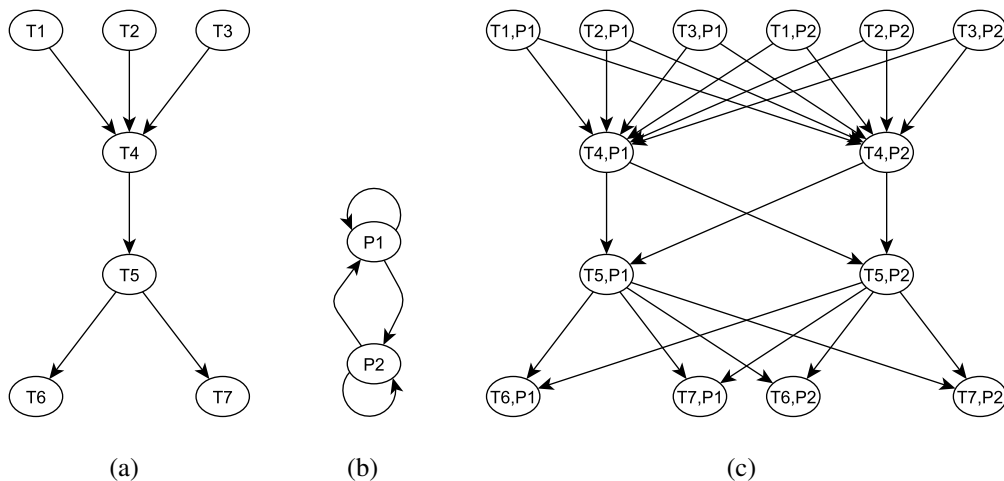 T1 T2 T3
T4
T5
T6 T7
(a)
P1
P2
(b)
T1,P1 T2,P1 T3,P1 T1,P2 T2,P2 T3,P2
T4,P1 T4,P2
T5,P1 T5,P2
T6,P1 T7,P1 T6,P2 T7,P2
(c)